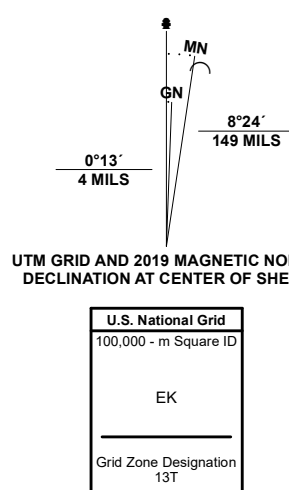 MN
GN
8°24´
149 MILS
0°13´
4 MILS
UTM GRID AND 2019 MAGNETIC NO
DECLINATION AT CENTER OF SHE
U.S. National Grid
100,000 - m Square ID
EK
Grid Zone Designation
13T